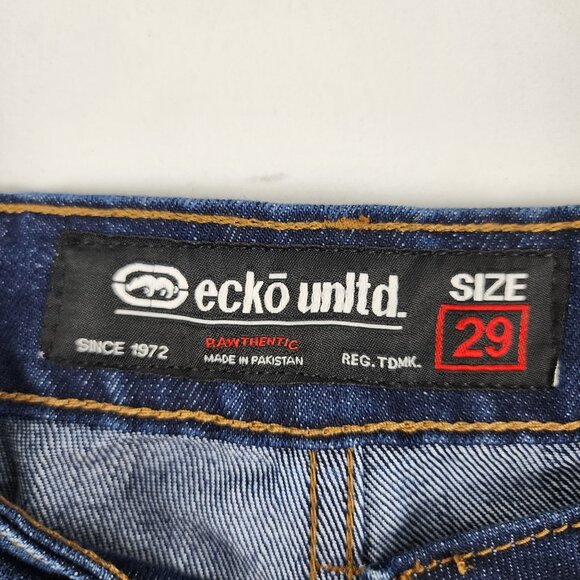 eckō unltd.
SIZE
29
SINCE 1972
RAWTHENTIC
MADE IN PAKISTAN
REG. TDMK.